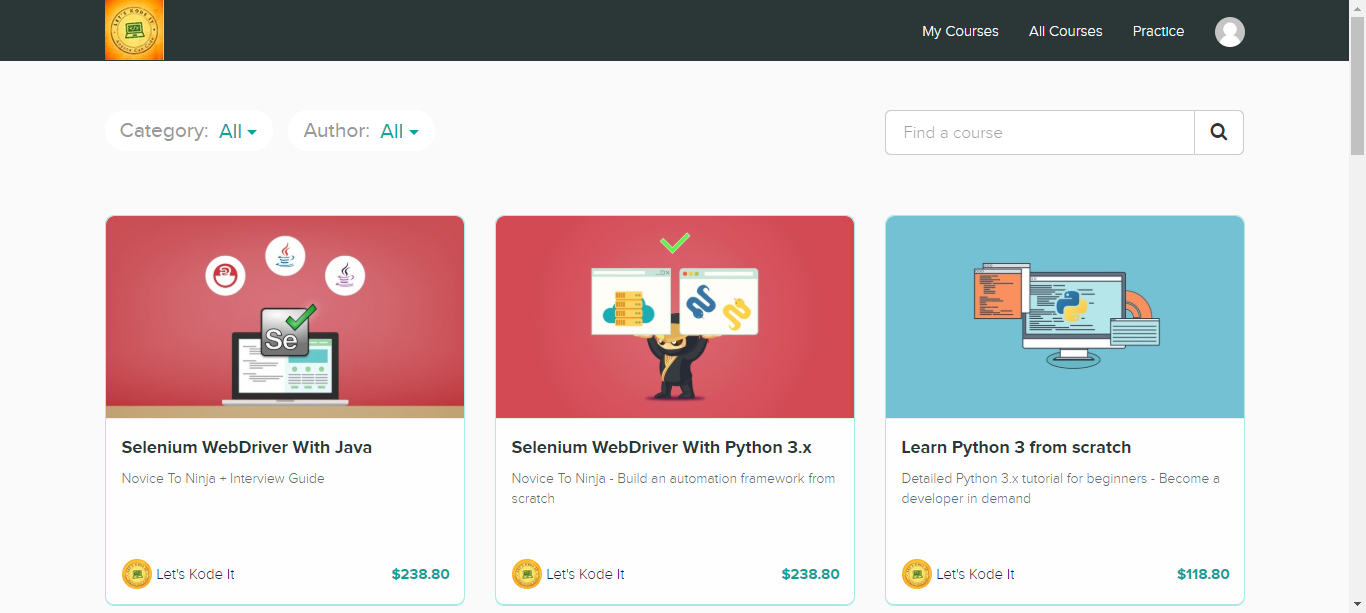 LET'S KODE IT
My Courses
All Courses
Practice
Category: All
Author: All
Find a course
Se
Selenium WebDriver With Java
Novice To Ninja + Interview Guide
Let's Kode It
$238.80
Selenium WebDriver With Python 3.x
Novice To Ninja - Build an automation framework from
scratch
Let's Kode It
$238.80
Learn Python 3 from scratch
Detailed Python 3.x tutorial for beginners - Become a
developer in demand
Let's Kode It
$118.80